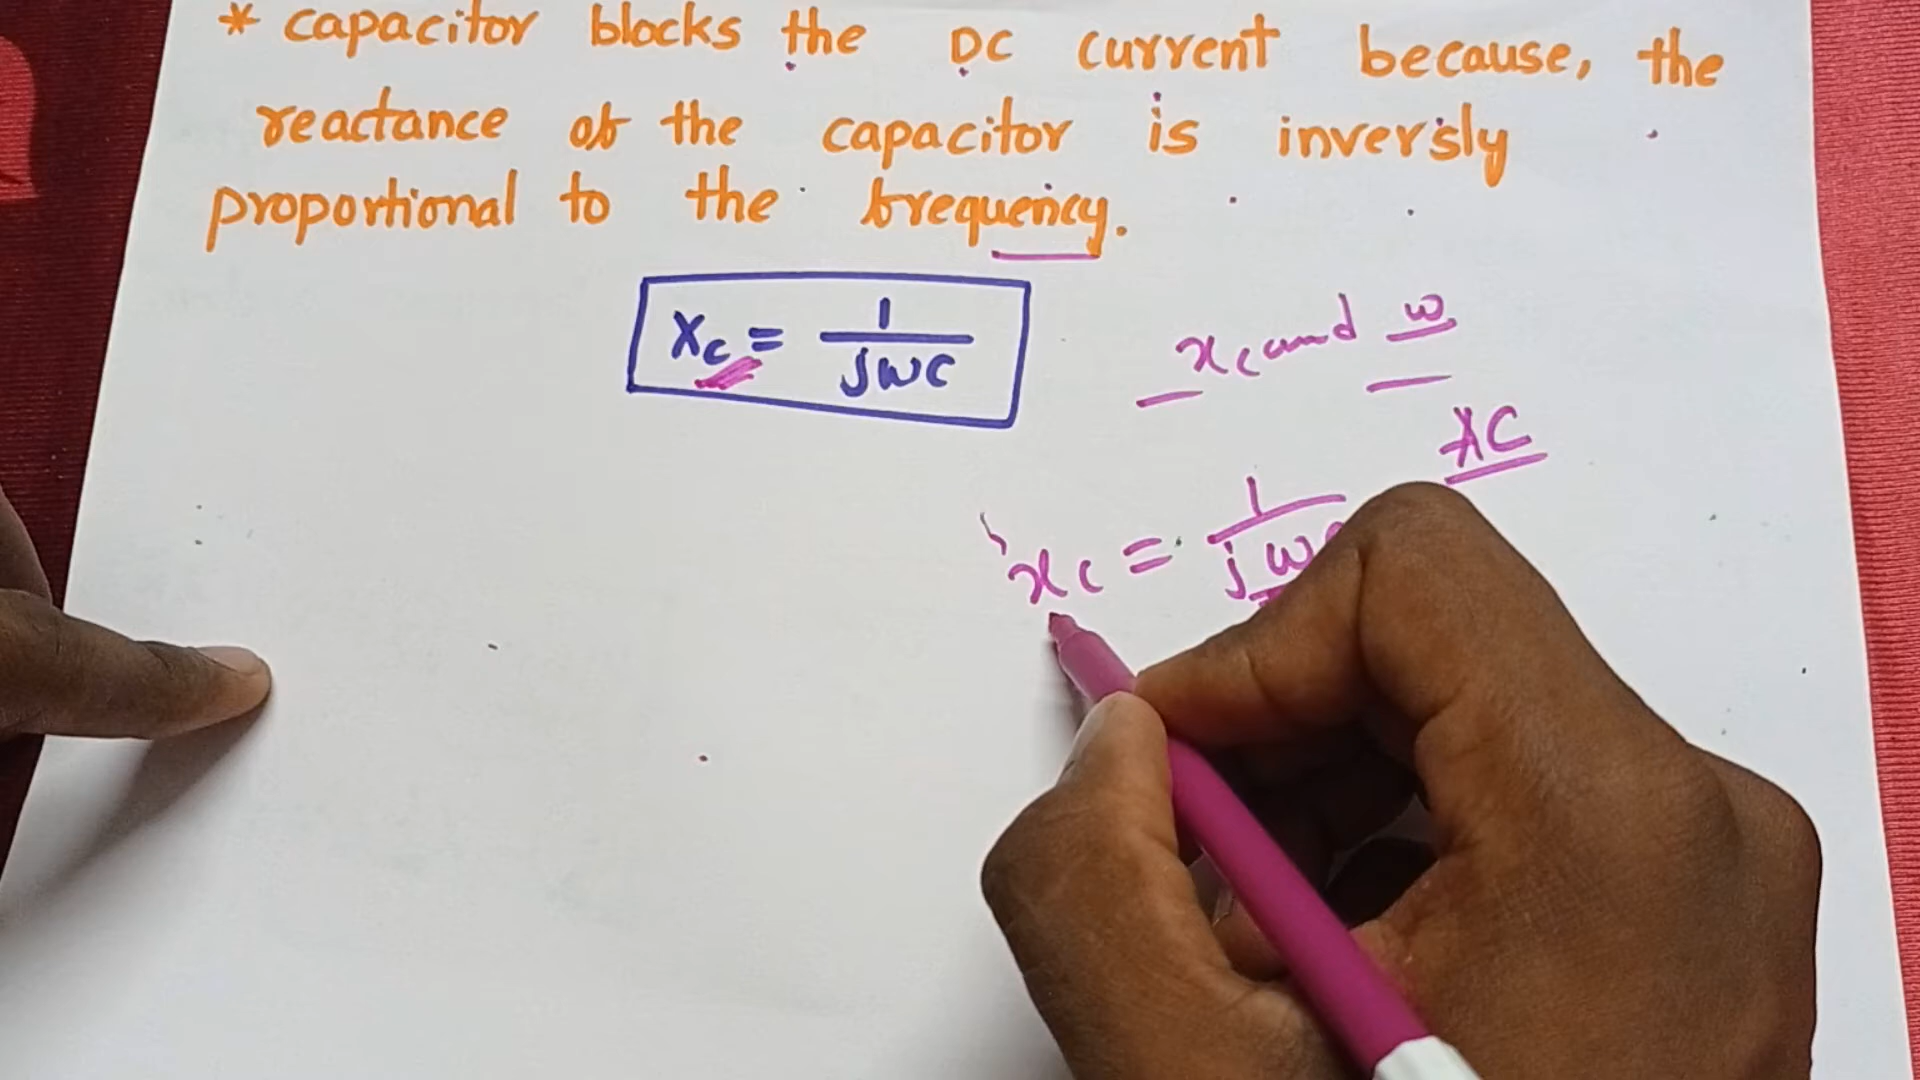 * capacitor blocks the DC current because, the
reactance of the capacitor is inversly
proportional to the frequency.
Xc = 1/jwc
xc and w
XC
xc = 1/jw